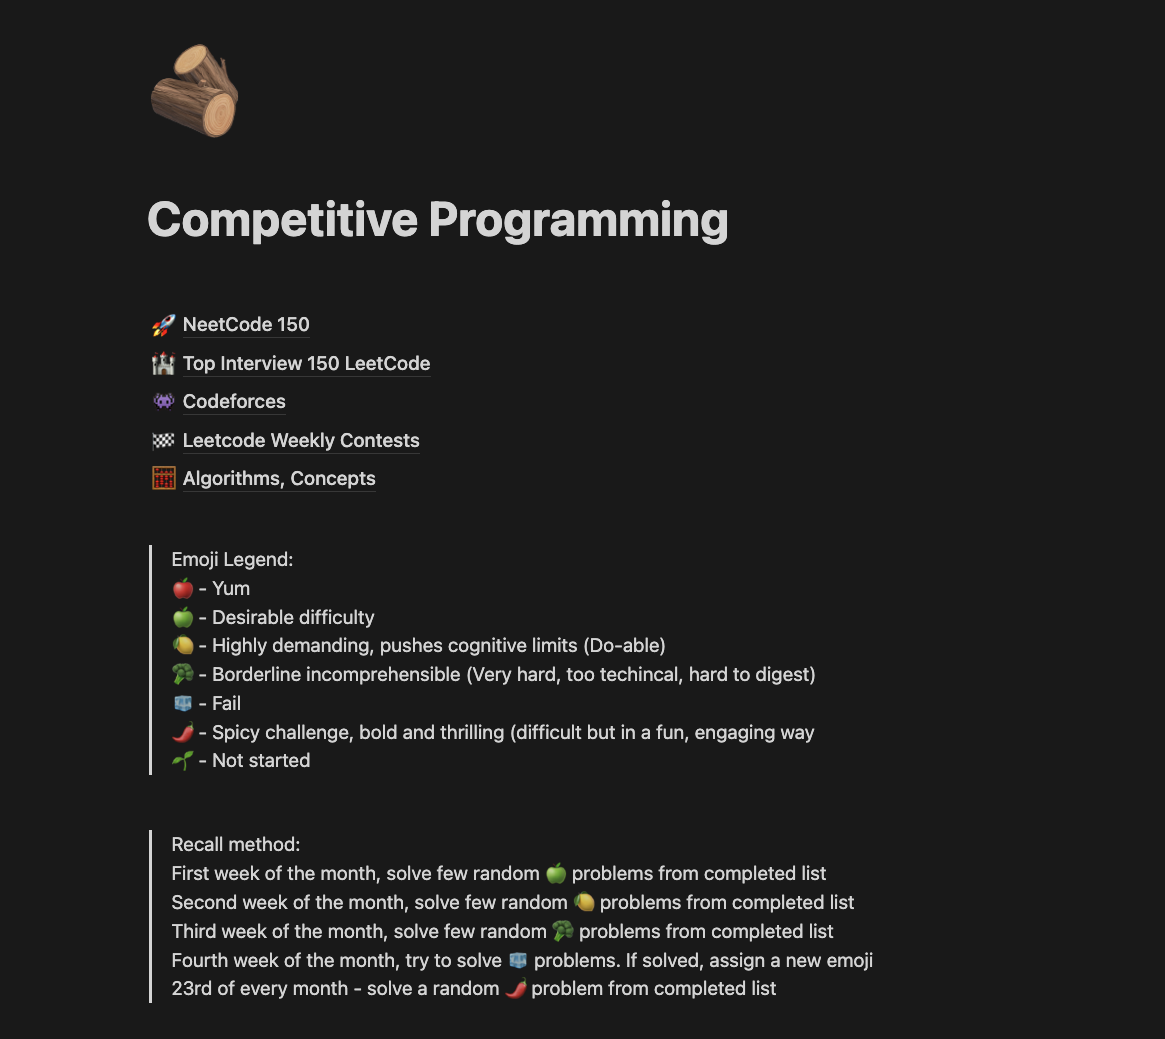 Competitive Programming
🚀 NeetCode 150
🏰 Top Interview 150 LeetCode
👾 Codeforces
🏁 Leetcode Weekly Contests
🧮 Algorithms, Concepts
Emoji Legend:
🍎 - Yum
🍏 - Desirable difficulty
🍋 - Highly demanding, pushes cognitive limits (Do-able)
🥦 - Borderline incomprehensible (Very hard, too techincal, hard to digest)
🧊 - Fail
🌶️ - Spicy challenge, bold and thrilling (difficult but in a fun, engaging way
🌱 - Not started
Recall method:
First week of the month, solve few random 🍏 problems from completed list
Second week of the month, solve few random 🍋 problems from completed list
Third week of the month, solve few random 🥦 problems from completed list
Fourth week of the month, try to solve 🧊 problems. If solved, assign a new emoji
23rd of every month - solve a random 🌶️ problem from completed list